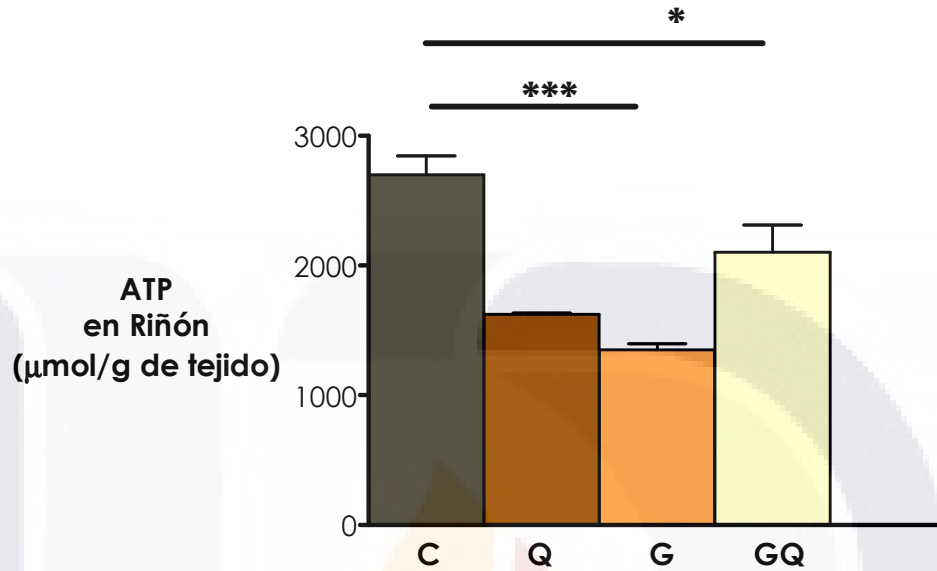 *
***
3000
2000
1000
0
ATP
en Riñón
(μmol/g de tejido)
C Q G GQ